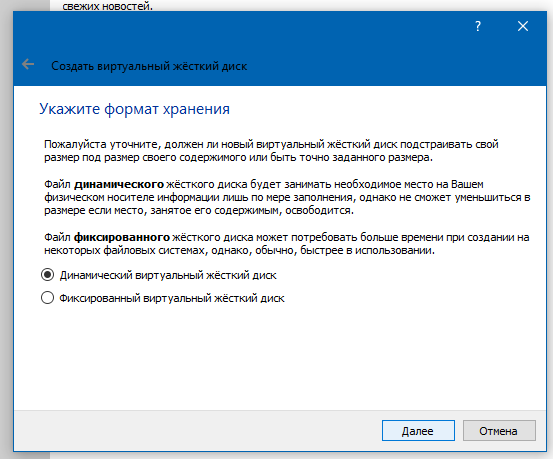 свежих новостей.
?
Создать виртуальный жёсткий диск
Укажите формат хранения
Пожалуйста уточните, должен ли новый виртуальный жёсткий диск подстраивать свой
размер под размер своего содержимого или быть точно заданного размера.
Файл динамического жёсткого диска будет занимать необходимое место на Вашем
физическом носителе информации лишь по мере заполнения, однако не сможет уменьшиться в
размере если место, занятое его содержимым, освободится.
Файл фиксированного жёсткого диска может потребовать больше времени при создании на
некоторых файловых системах, однако, обычно, быстрее в использовании.
Динамический виртуальный жёсткий диск
Фиксированный виртуальный жёсткий диск
Далее
Отмена